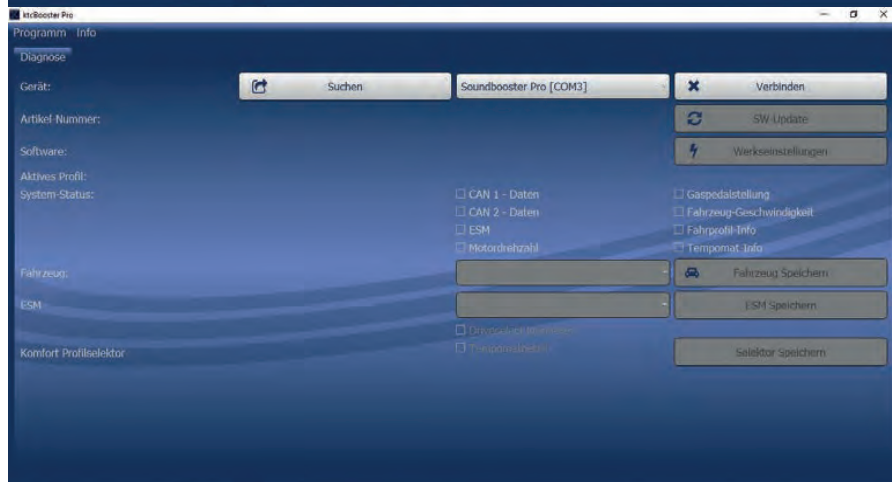 ktcBooster Pro
Programm Info
Diagnose
Gerät: Suchen Soundbooster Pro [COM3] Verbinden
Artikel-Nummer: SW-Update
Software: Werkseinstellungen
Aktives Profil:
System-Status: CAN 1 - Daten Gaspedalstellung
CAN 2 - Daten Fahrzeug-Geschwindigkeit
ESM Fahrprofil-Info
Motordrehzahl Tempomat-Info
Fahrzeug: Fahrzeug Speichern
ESM ESM Speichern
Komfort Profilselektor Selektor Speichern